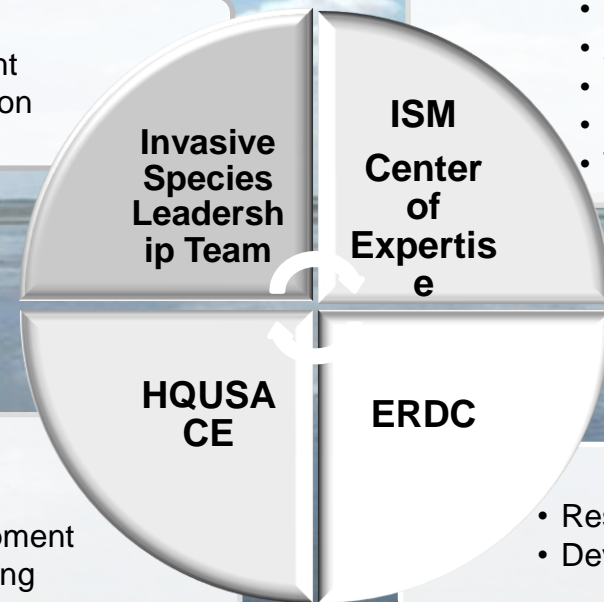 Invasive
Species
Leadersh
ip Team
ISM
Center
of
Expertis
e
HQUSA
CE
ERDC